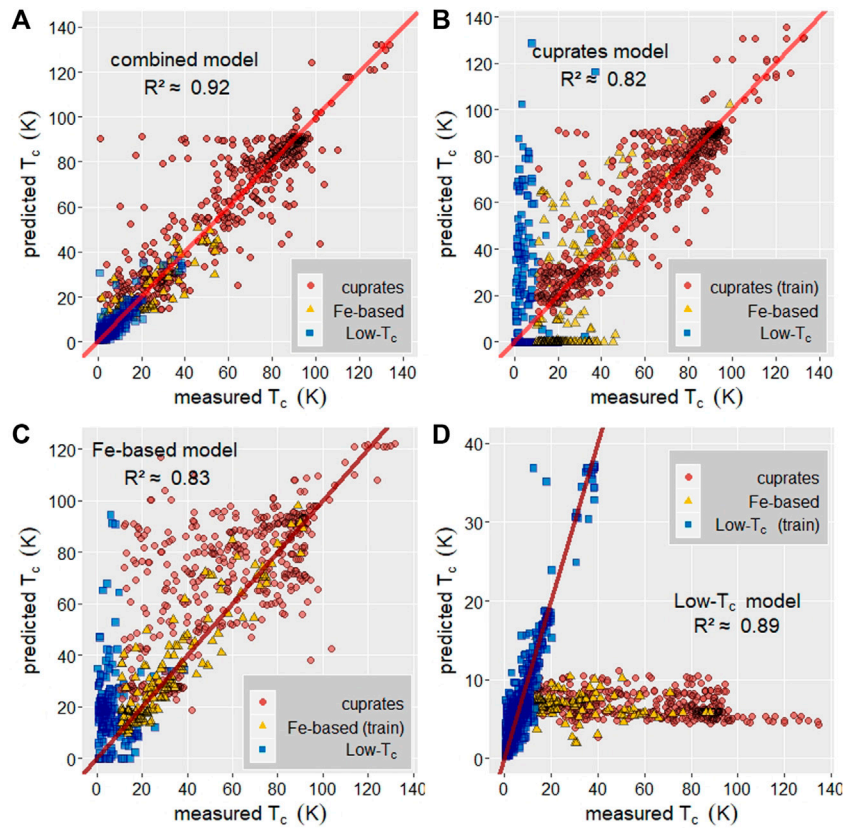 A
combined model
R² ≈ 0.92
predicted Tc (K)
140
120
100
80
60
40
20
0
cuprates
Fe-based
Low-Tc
0 20 40 60 80 100 120 140
measured Tc (K)
B
cuprates model
R² ≈ 0.82
predicted Tc (K)
140
120
100
80
60
40
20
0
cuprates (train)
Fe-based
Low-Tc
0 20 40 60 80 100 120 140
measured Tc (K)
C
Fe-based model
R² ≈ 0.83
predicted Tc (K)
120
100
80
60
40
20
0
cuprates
Fe-based (train)
Low-Tc
0 20 40 60 80 100 120 140
measured Tc (K)
D
predicted Tc (K)
40
30
20
10
0
cuprates
Fe-based
Low-Tc (train)
Low-Tc model
R² ≈ 0.89
0 20 40 60 80 100 120 140
measured Tc (K)